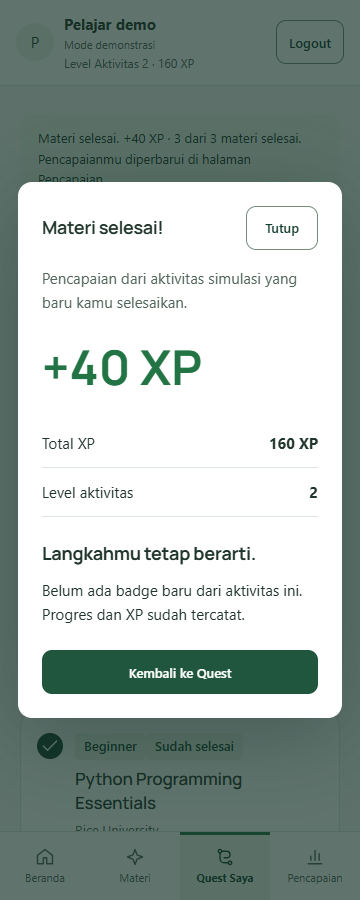 P
Pelajar demo
Mode demonstrasi
Level Aktivitas 2 · 160 XP
Logout
Materi selesai. +40 XP · 3 dari 3 materi selesai.
Pencapaianmu diperbarui di halaman
Pencapaian
Materi selesai!
Tutup
Pencapaian dari aktivitas simulasi yang
baru kamu selesaikan.
+40 XP
Total XP 160 XP
Level aktivitas 2
Langkahmu tetap berarti.
Belum ada badge baru dari aktivitas ini.
Progres dan XP sudah tercatat.
Kembali ke Quest
Beginner Sudah selesai
Python Programming
Essentials
Rice University
Beranda Materi Quest Saya Pencapaian